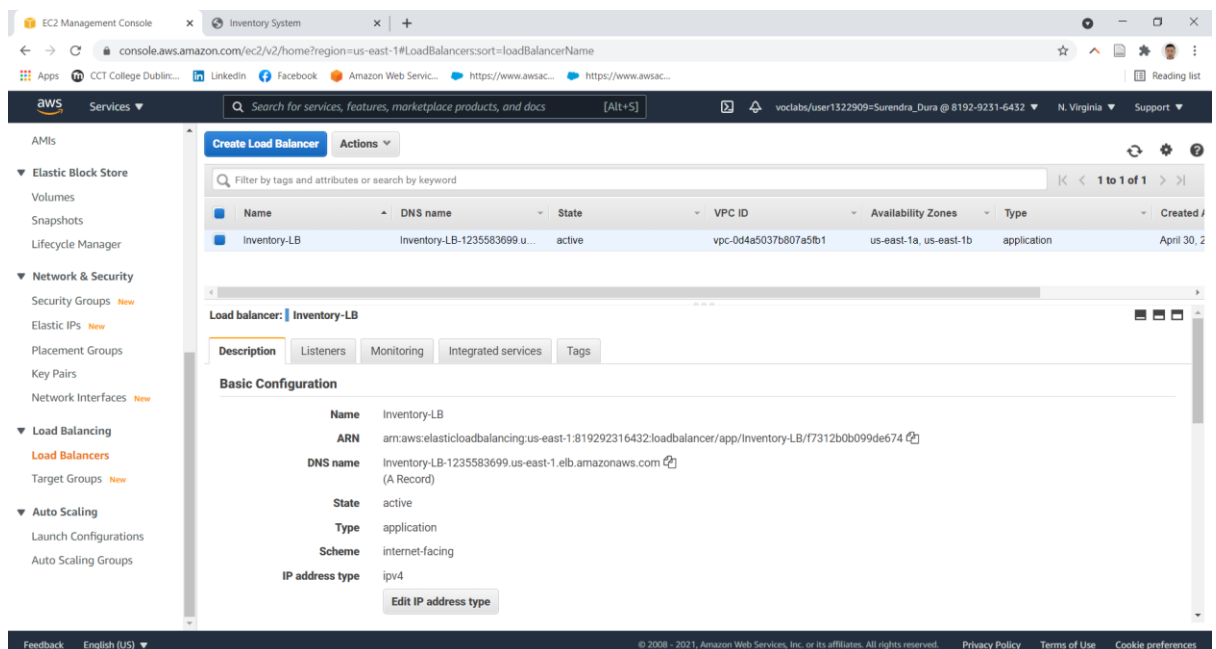 EC2 Management Console
Inventory System
console.aws.amazon.com/ec2/v2/home?region=us-east-1#LoadBalancers:sort=loadBalancerName
Apps CCT College Dublin:... LinkedIn Facebook Amazon Web Servic... https://www.awsac... https://www.awsac... Reading list
aws Services ▼ Search for services, features, marketplace products, and docs [Alt+S] voclabs/user1322909=Surendra_Dura @ 8192-9231-6432 ▼ N. Virginia ▼ Support ▼
AMIs
▼ Elastic Block Store
Volumes
Snapshots
Lifecycle Manager
▼ Network & Security
Security Groups New
Elastic IPs New
Placement Groups
Key Pairs
Network Interfaces New
▼ Load Balancing
Load Balancers
Target Groups New
▼ Auto Scaling
Launch Configurations
Auto Scaling Groups
Create Load Balancer Actions
Filter by tags and attributes or search by keyword 1 to 1 of 1
Name DNS name State VPC ID Availability Zones Type Created A
Inventory-LB Inventory-LB-1235583699.u... active vpc-0d4a5037b807a5fb1 us-east-1a, us-east-1b application April 30, 2
Load balancer: Inventory-LB
Description Listeners Monitoring Integrated services Tags
Basic Configuration
Name Inventory-LB
ARN arn:aws:elasticloadbalancing:us-east-1:819292316432:loadbalancer/app/Inventory-LB/f7312b0b099de674
DNS name Inventory-LB-1235583699.us-east-1.elb.amazonaws.com
(A Record)
State active
Type application
Scheme internet-facing
IP address type ipv4
Edit IP address type
Feedback English (US) ▼ © 2008 - 2021, Amazon Web Services, Inc. or its affiliates. All rights reserved. Privacy Policy Terms of Use Cookie preferences